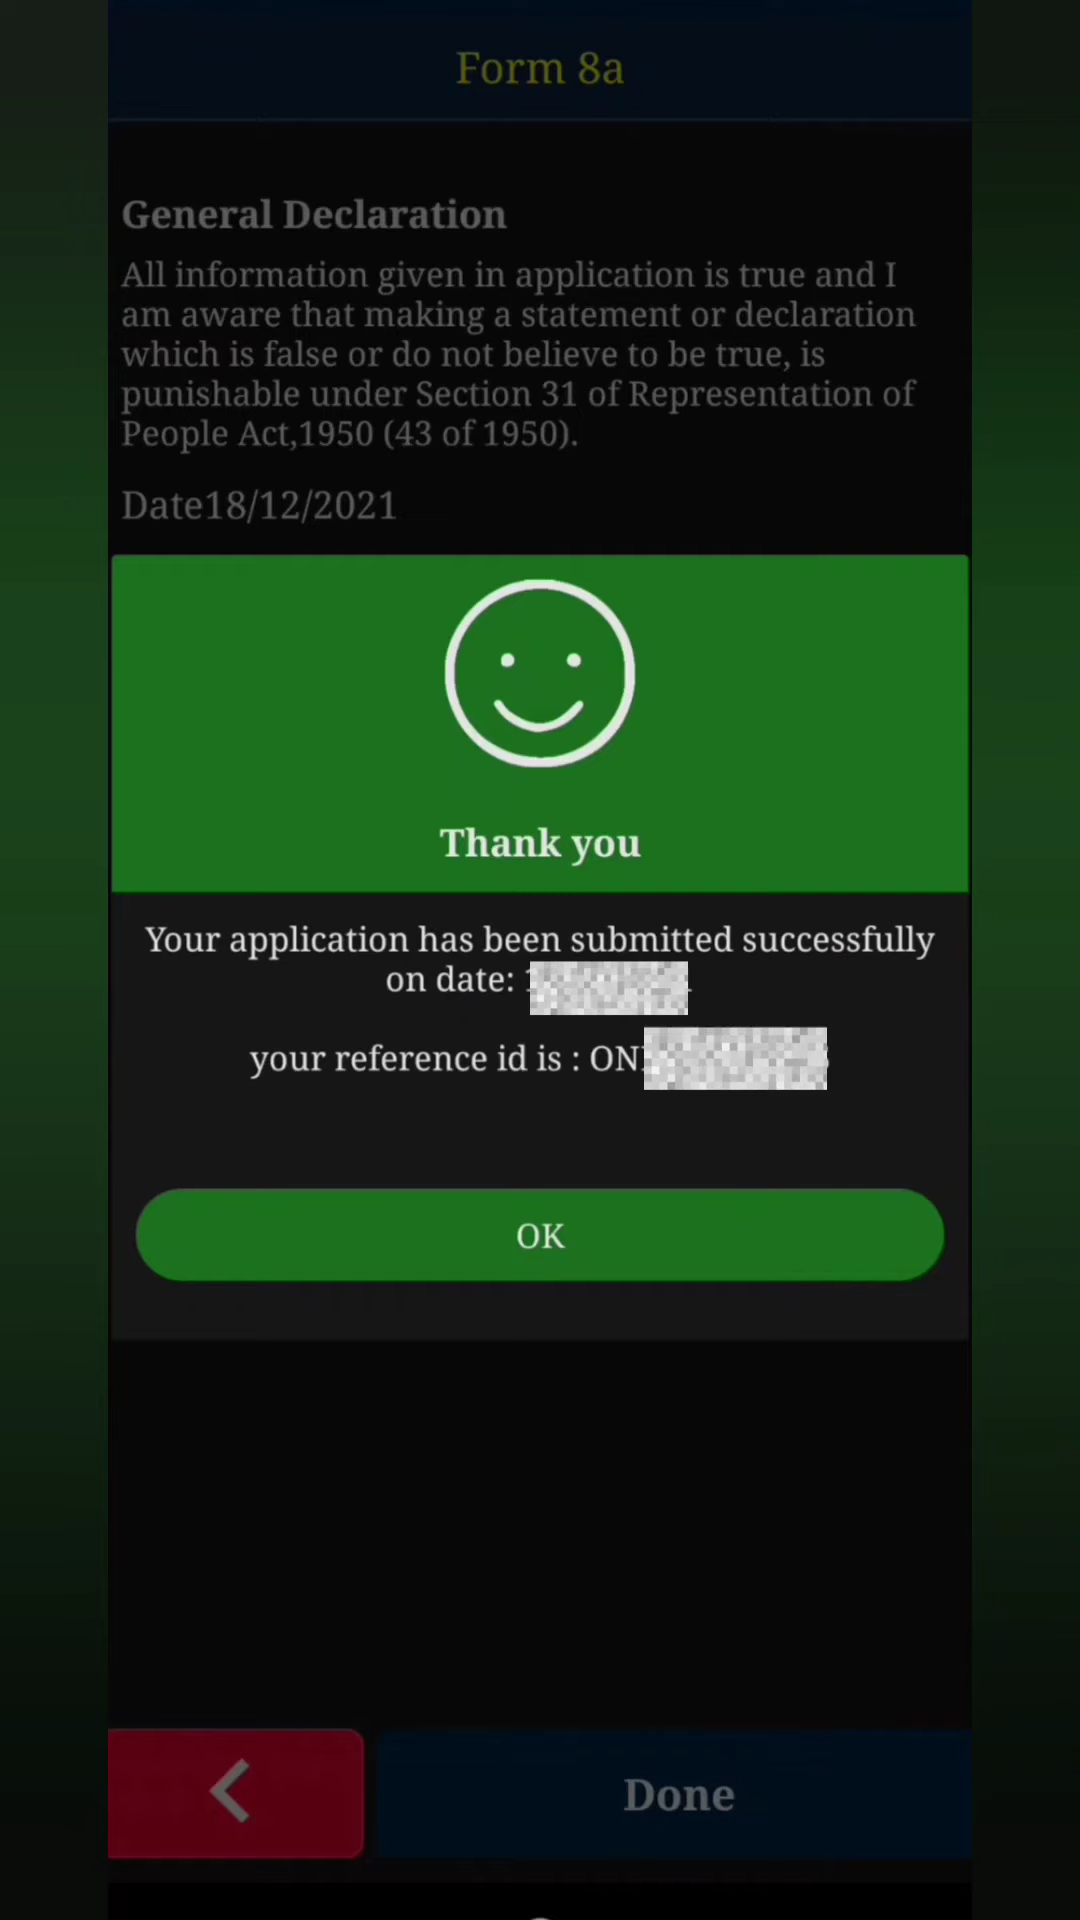 Form 8a
General Declaration
All information given in application is true and I
am aware that making a statement or declaration
which is false or do not believe to be true, is
punishable under Section 31 of Representation of
People Act,1950 (43 of 1950).
Date18/12/2021
Thank you
Your application has been submitted successfully
on date:
your reference id is :
OK
Done